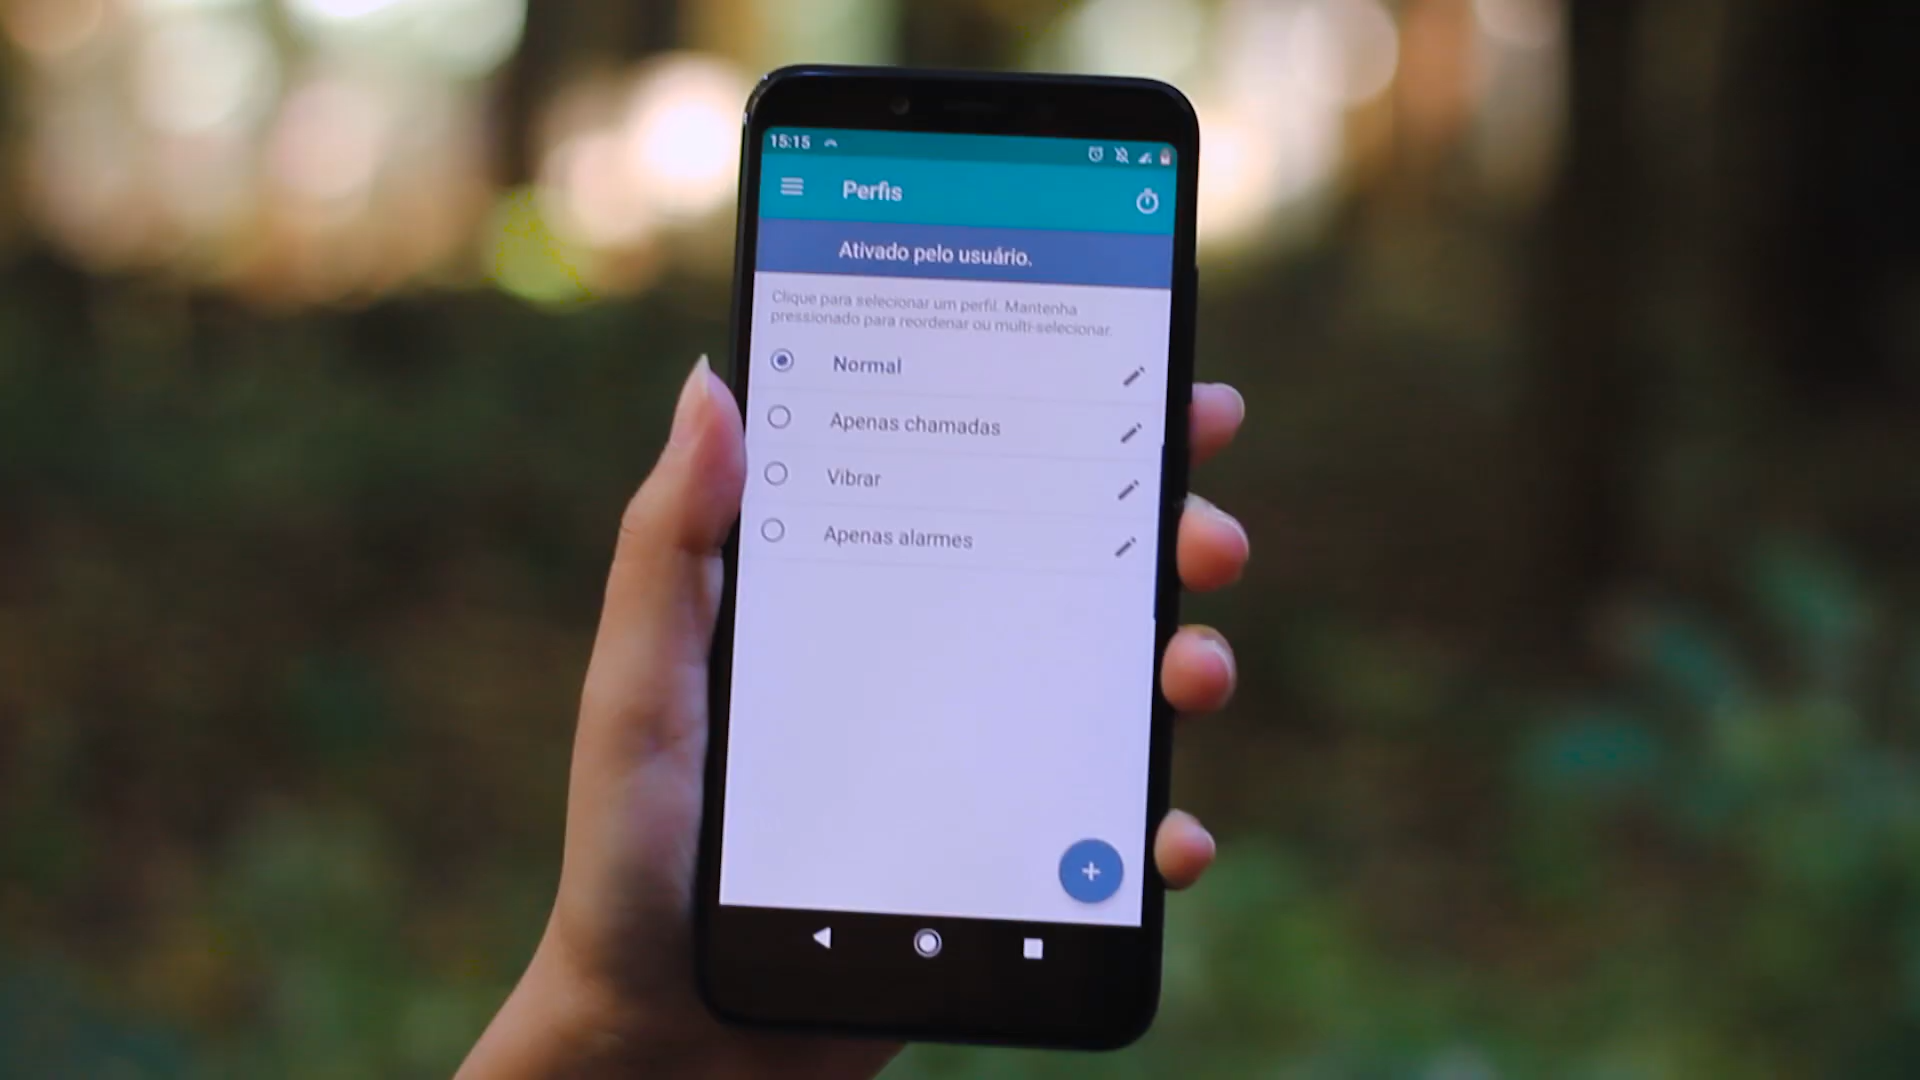 15:15
Perfis
Ativado pelo usuário.
Clique para selecionar um perfil. Mantenha
pressionado para reordenar ou multi-selecionar.
Normal
Apenas chamadas
Vibrar
Apenas alarmes